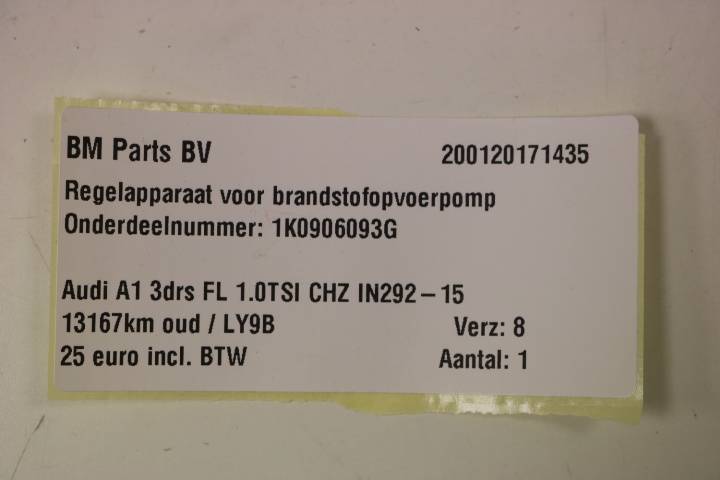 BM Parts BV 200120171435
Regelapparaat voor brandstofopvoerpomp
Onderdeelnummer: 1K0906093G
Audi A1 3drs FL 1.0TSI CHZ IN292 – 15
13167km oud / LY9B Verz: 8
25 euro incl. BTW Aantal: 1